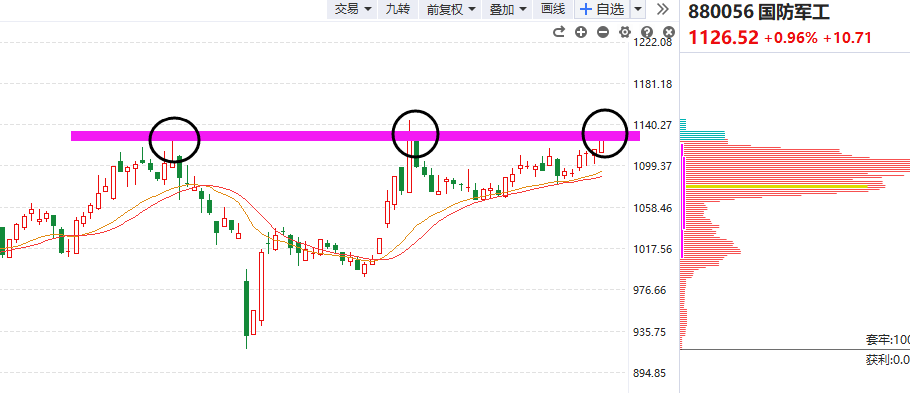 交易 九转 前复权 叠加 画线 自选
880056 国防军工
1126.52 +0.96% +10.71
1222.08
1181.18
1140.27
1099.37
1058.46
1017.56
976.66
935.75
894.85
套牢:100
获利:0.0